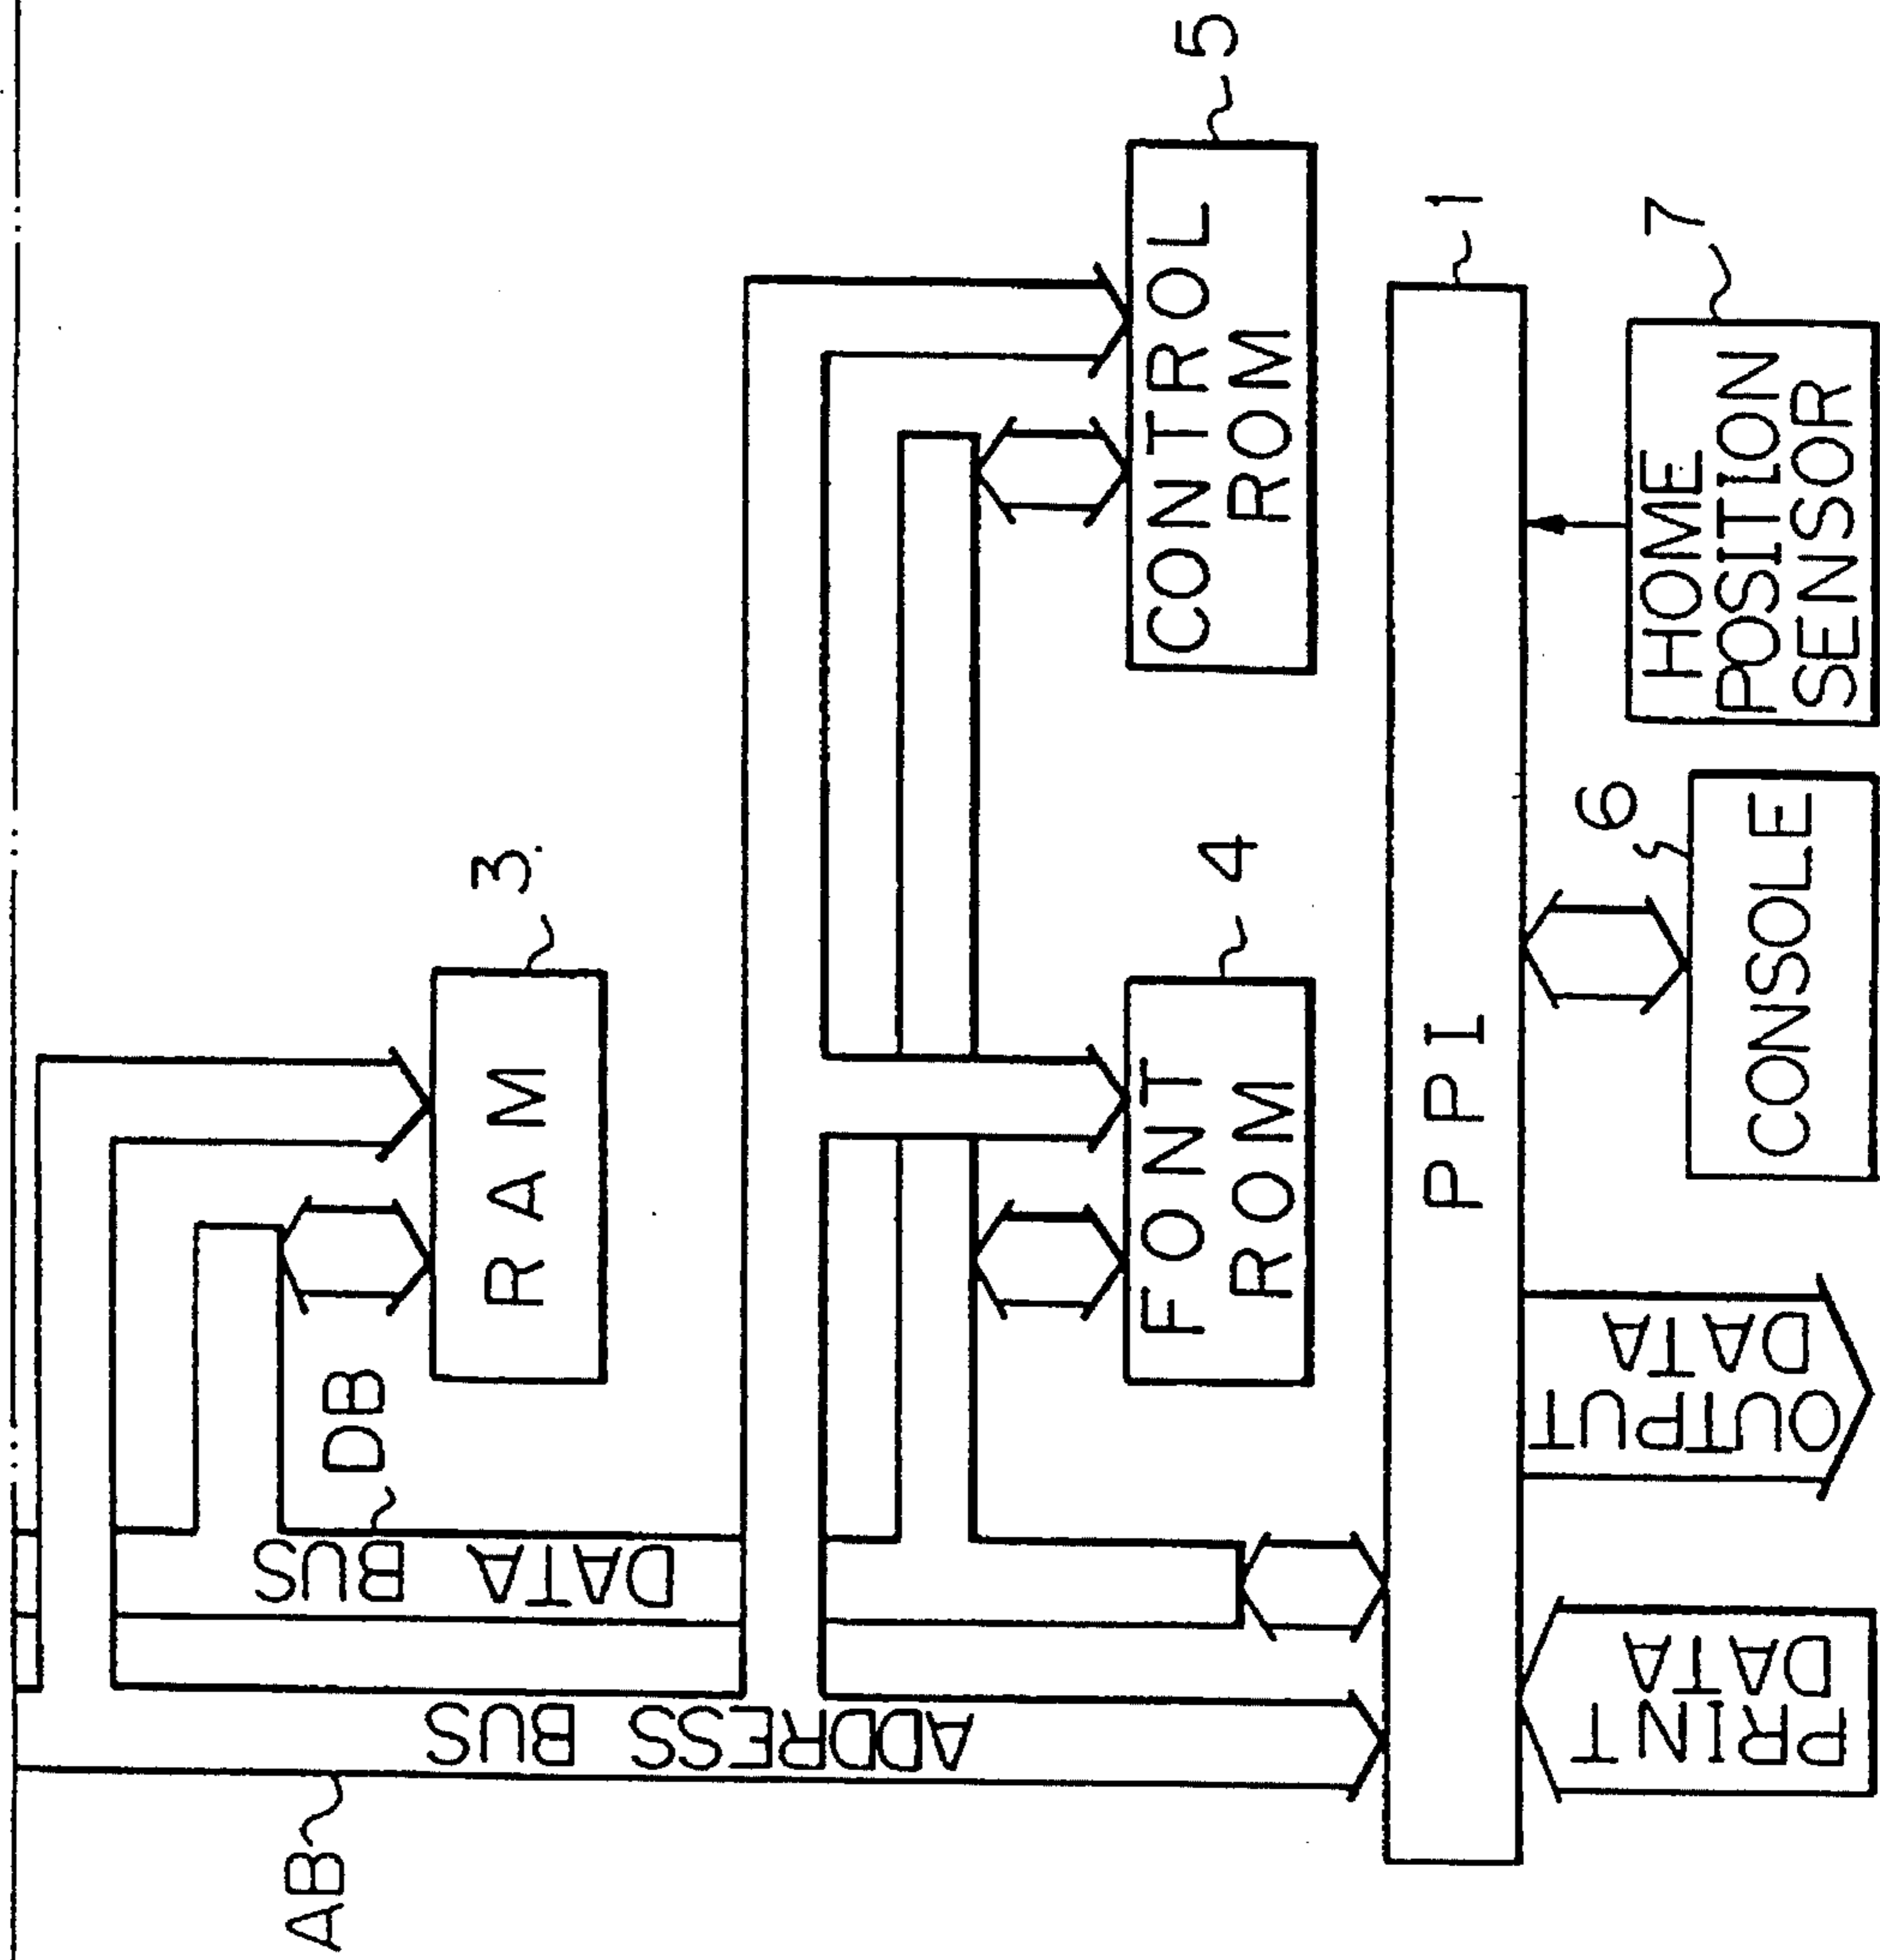 AB
ADDRESS BUS
DATA BUS
DB
RAM
3
FONT
ROM
4
CONTROL
ROM
5
PPI
1
PRINT
DATA
OUTPUT
DATA
CONSOLE
6
HOME
POSITION
SENSOR
7